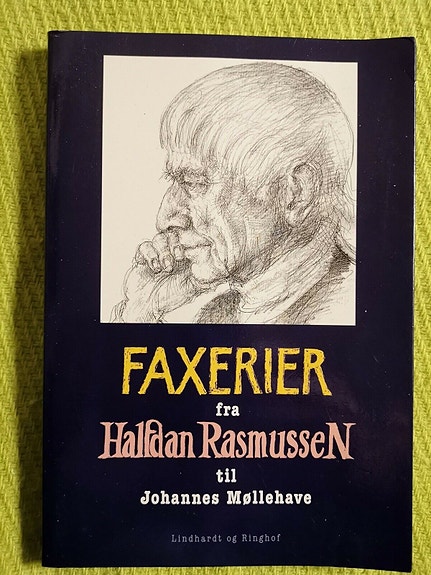 FAXERIER
fra
Halfdan RasmusseN
til
Johannes Møllehave
Lindhardt og Ringhof